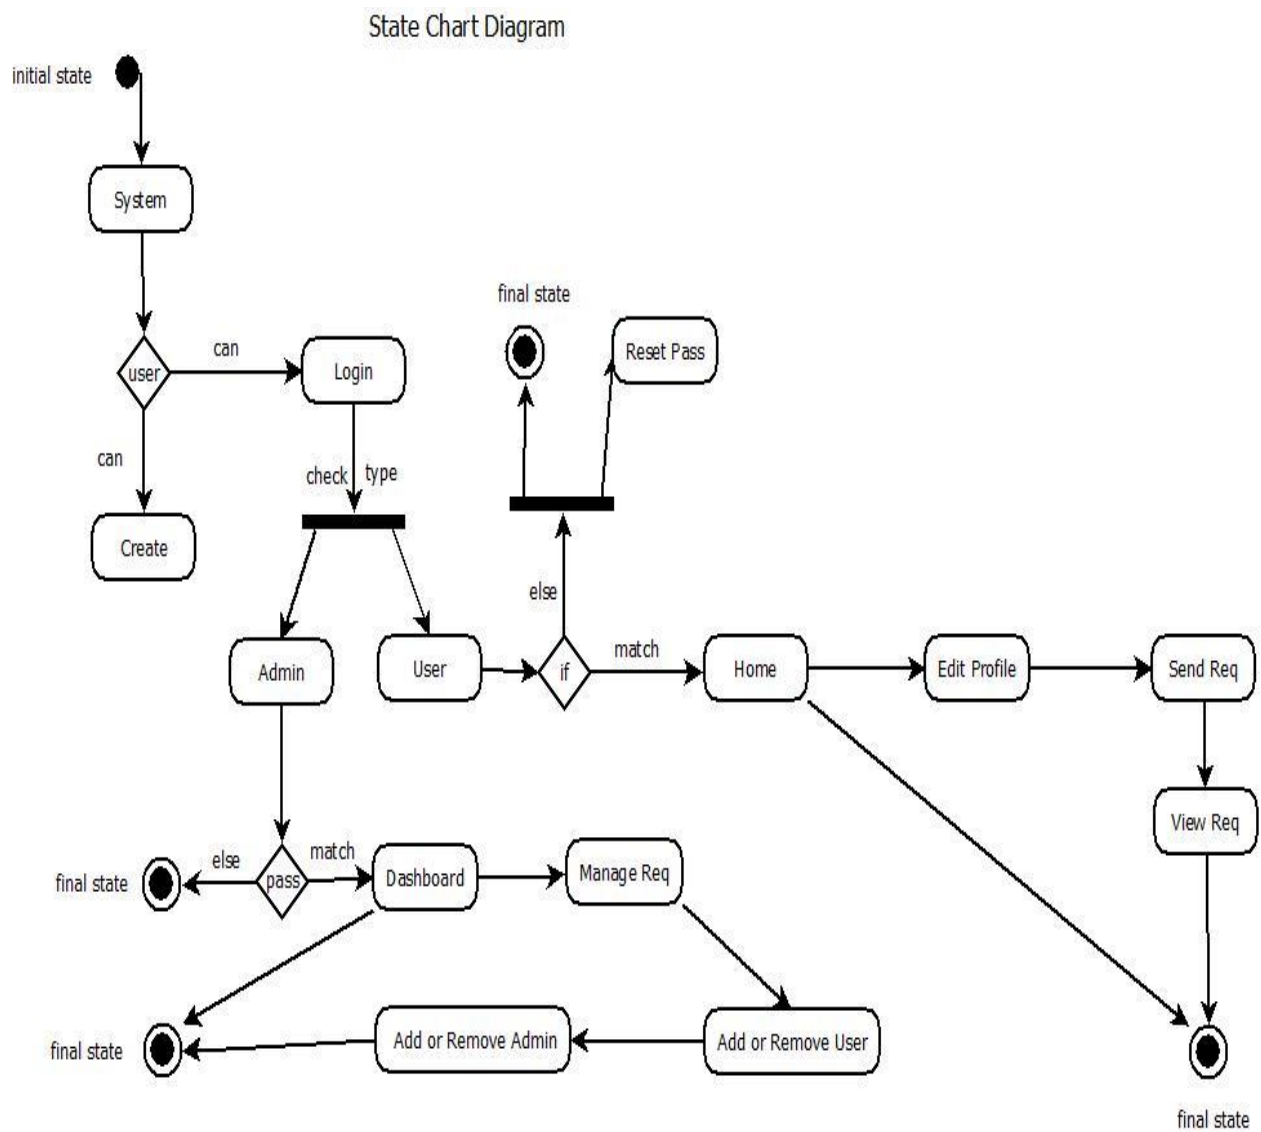 State Chart Diagram
initial state
System
final state
user
can
Login
Reset Pass
can
check type
Create
else
Admin
User
if
match
Home
Edit Profile
Send Req
View Req
final state
else
pass
match
Dashboard
Manage Req
final state
Add or Remove Admin
Add or Remove User
final state